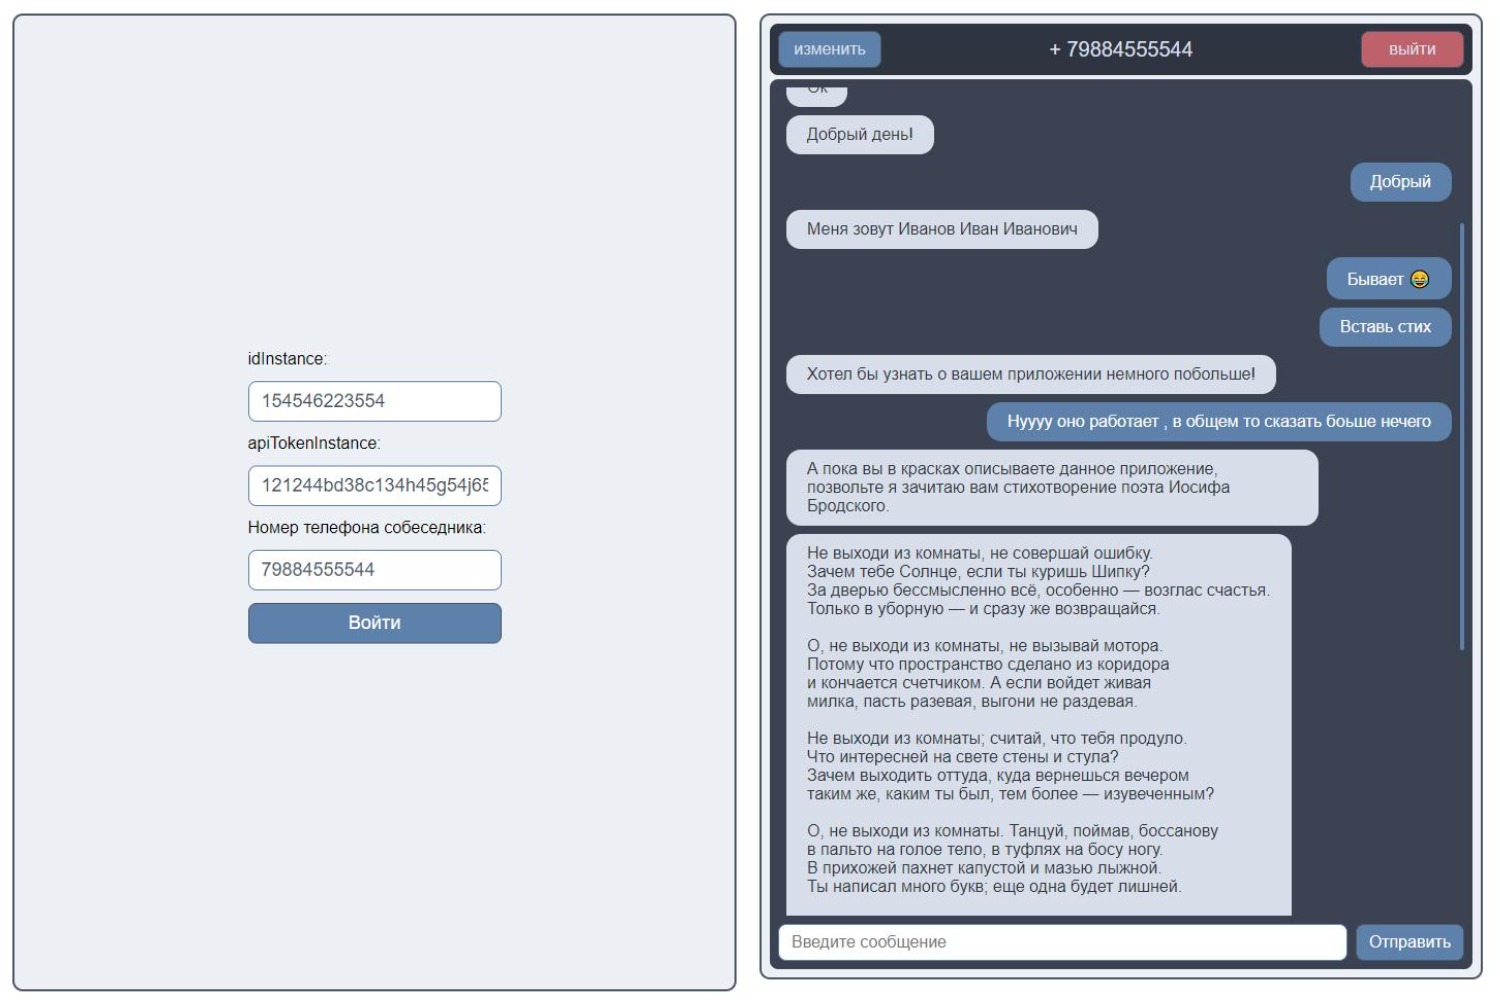 idInstance:
154546223554
apiTokenInstance:
121244bd38c134h45g54j65
Номер телефона собеседника:
79884555544
Войти
изменить
+ 79884555544
выйти
Ок
Добрый день!
Добрый
Меня зовут Иванов Иван Иванович
Бывает 😂
Вставь стих
Хотел бы узнать о вашем приложении немного побольше!
Нуууу оно работает , в общем то сказать боьше нечего
А пока вы в красках описываете данное приложение,
позвольте я зачитаю вам стихотворение поэта Иосифа
Бродского.
Не выходи из комнаты, не совершай ошибку.
Зачем тебе Солнце, если ты куришь Шипку?
За дверью бессмысленно всё, особенно — возглас счастья.
Только в уборную — и сразу же возвращайся.
О, не выходи из комнаты, не вызывай мотора.
Потому что пространство сделано из коридора
и кончается счетчиком. А если войдет живая
милка, пасть разевая, выгони не раздевая.
Не выходи из комнаты; считай, что тебя продуло.
Что интересней на свете стены и стула?
Зачем выходить оттуда, куда вернешься вечером
таким же, каким ты был, тем более — изувеченным?
О, не выходи из комнаты. Танцуй, поймав, боссанову
в пальто на голое тело, в туфлях на босу ногу.
В прихожей пахнет капустой и мазью лыжной.
Ты написал много букв; еще одна будет лишней.
Введите сообщение
Отправить